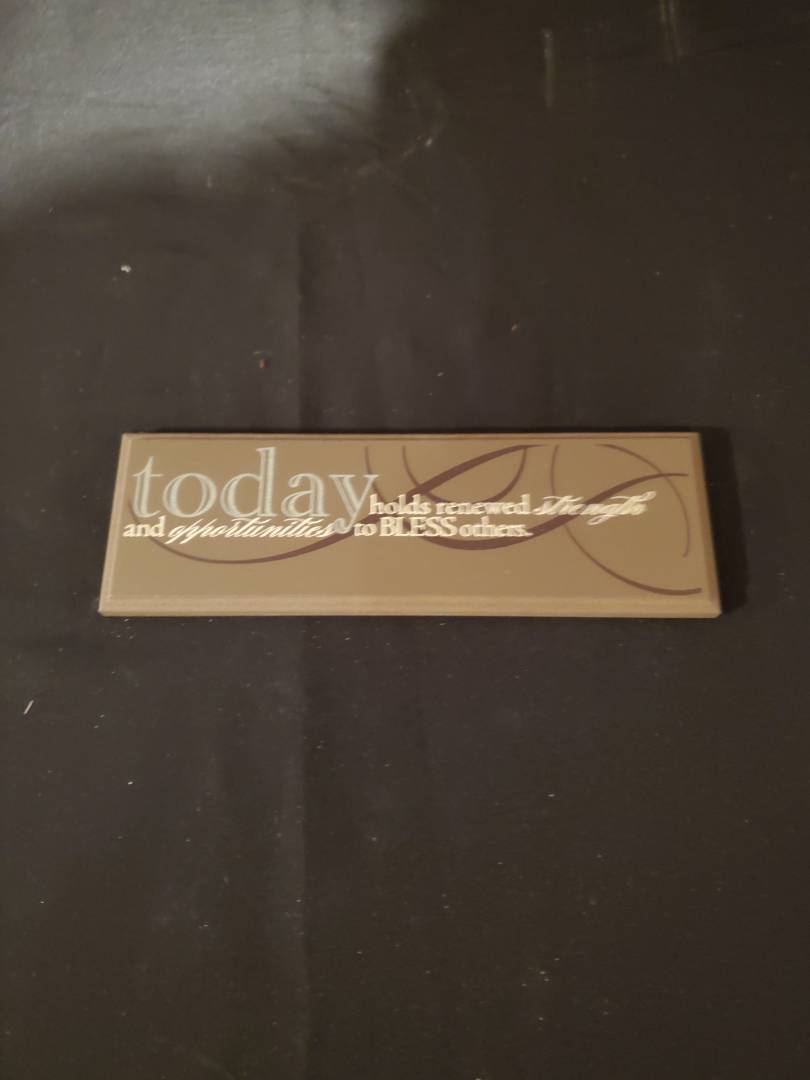 today holds renewed strength
and opportunities to BLESS others.